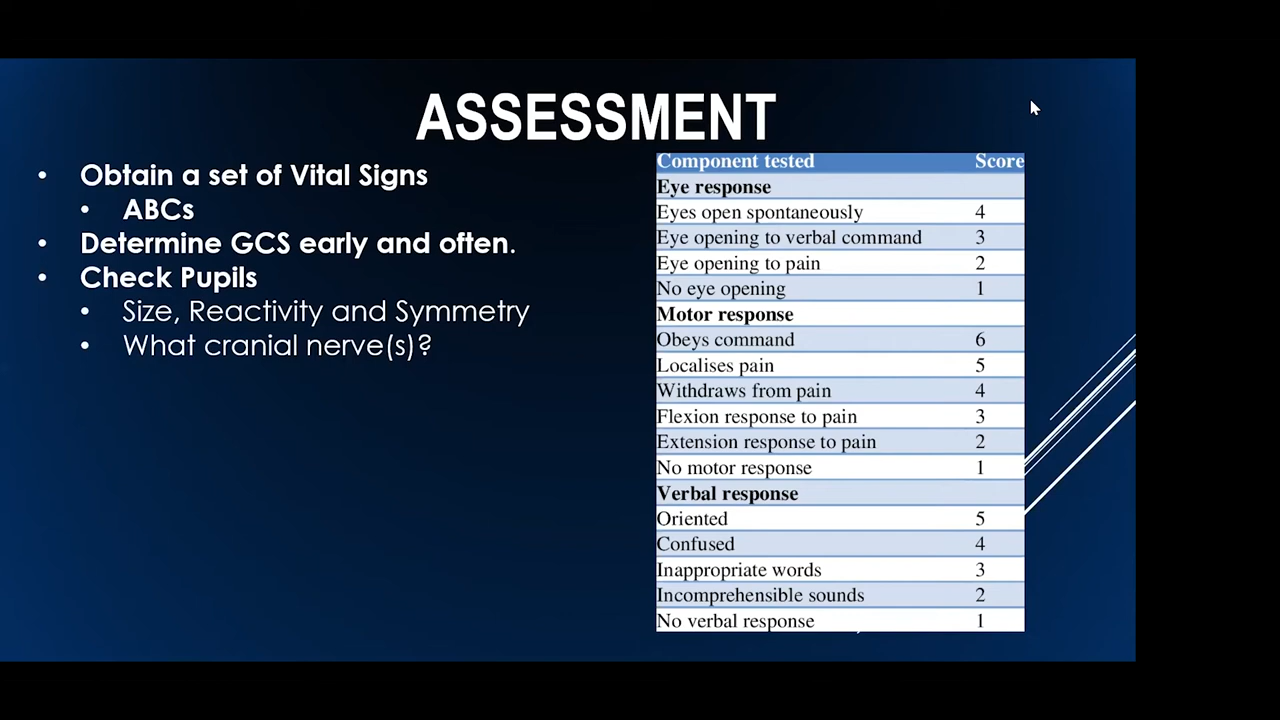 ASSESSMENT
• Obtain a set of Vital Signs
• ABCs
• Determine GCS early and often.
• Check Pupils
• Size, Reactivity and Symmetry
• What cranial nerve(s)?
Component tested Score
Eye response
Eyes open spontaneously 4
Eye opening to verbal command 3
Eye opening to pain 2
No eye opening 1
Motor response
Obeys command 6
Localises pain 5
Withdraws from pain 4
Flexion response to pain 3
Extension response to pain 2
No motor response 1
Verbal response
Oriented 5
Confused 4
Inappropriate words 3
Incomprehensible sounds 2
No verbal response 1